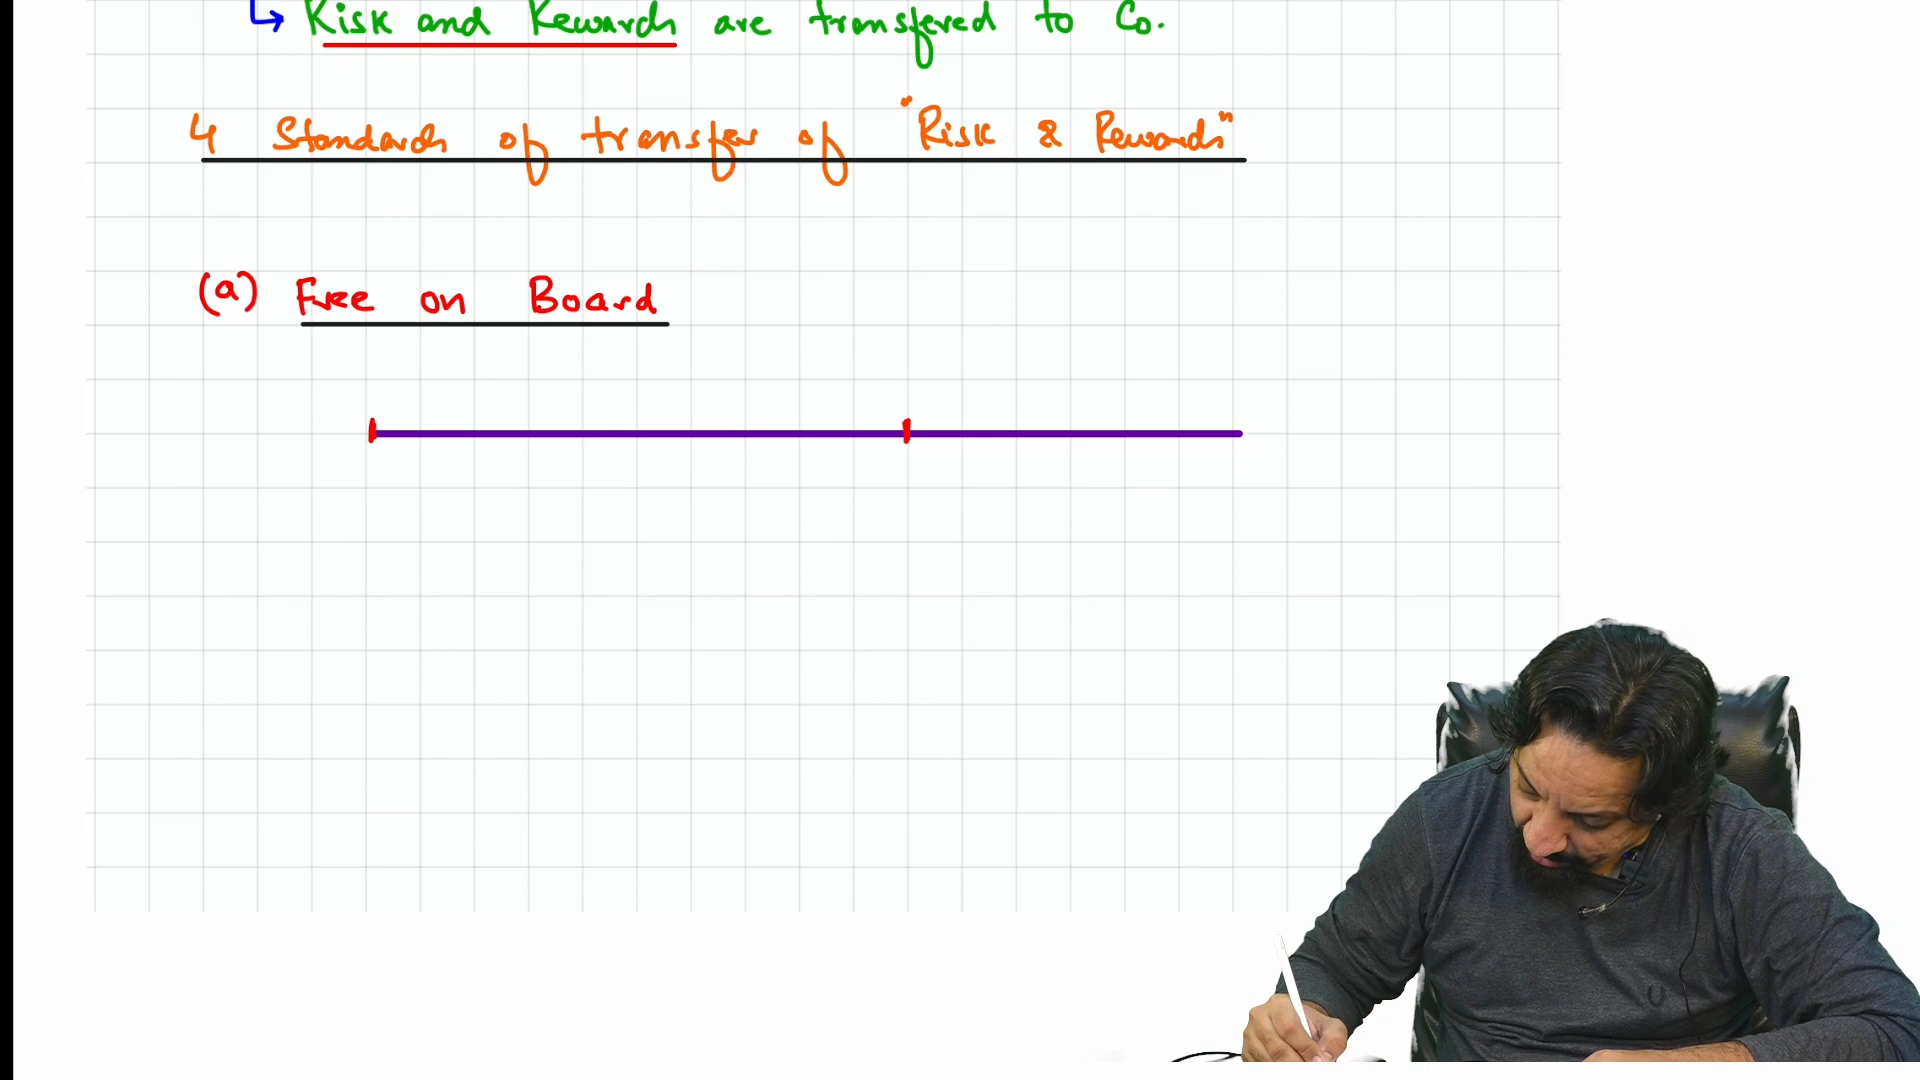 ↳ Risk and Rewards are transfered to Co.
4 Standards of transfer of "Risk & Rewards"
(a) Free on Board